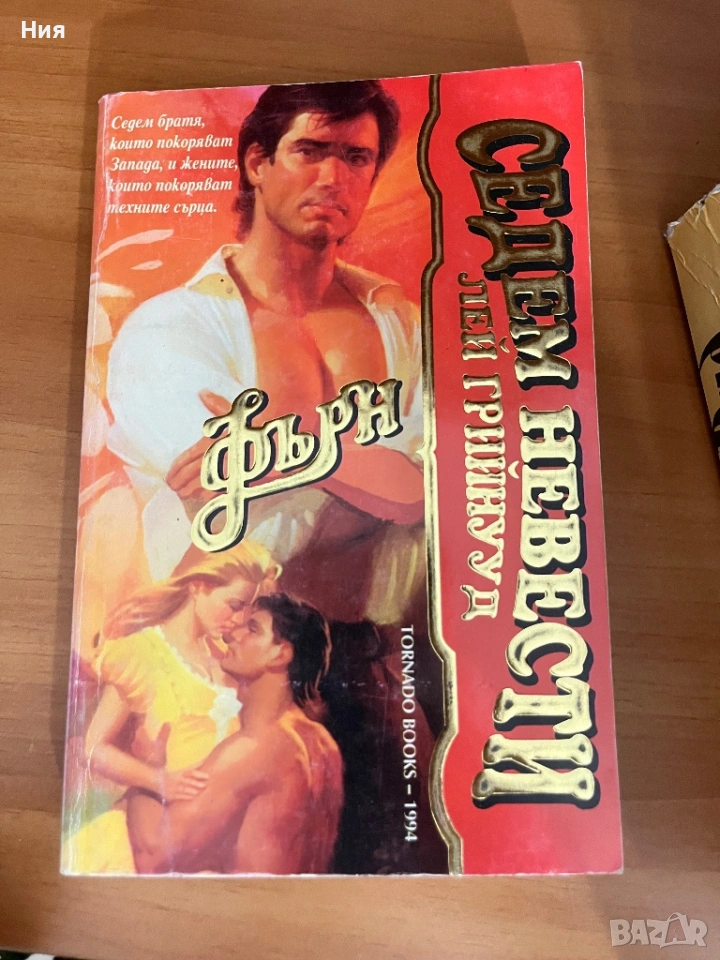 Ния
Седем братя,
които покоряват
Запада, и жените,
които покоряват
техните сърца.
СЕДЕМ НЕВЕСТИ
ЛЕЙ ГРИЙНУУД
Фърн
TORNADO BOOKS – 1994
BAZAR